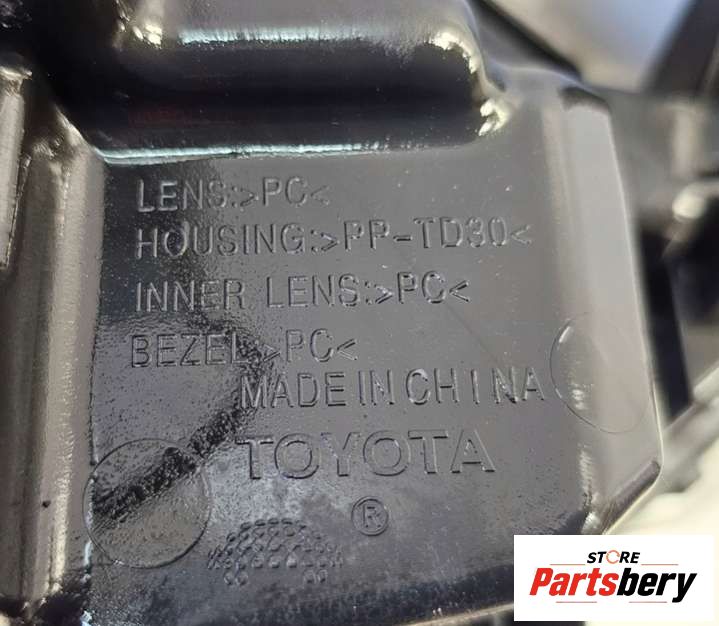 LENS:>PC<
HOUSING:>PP-TD30<
INNER LENS:>PC<
BEZEL:>PC<
MADE IN CHINA
TOYOTA
®
STORE
Partsbery